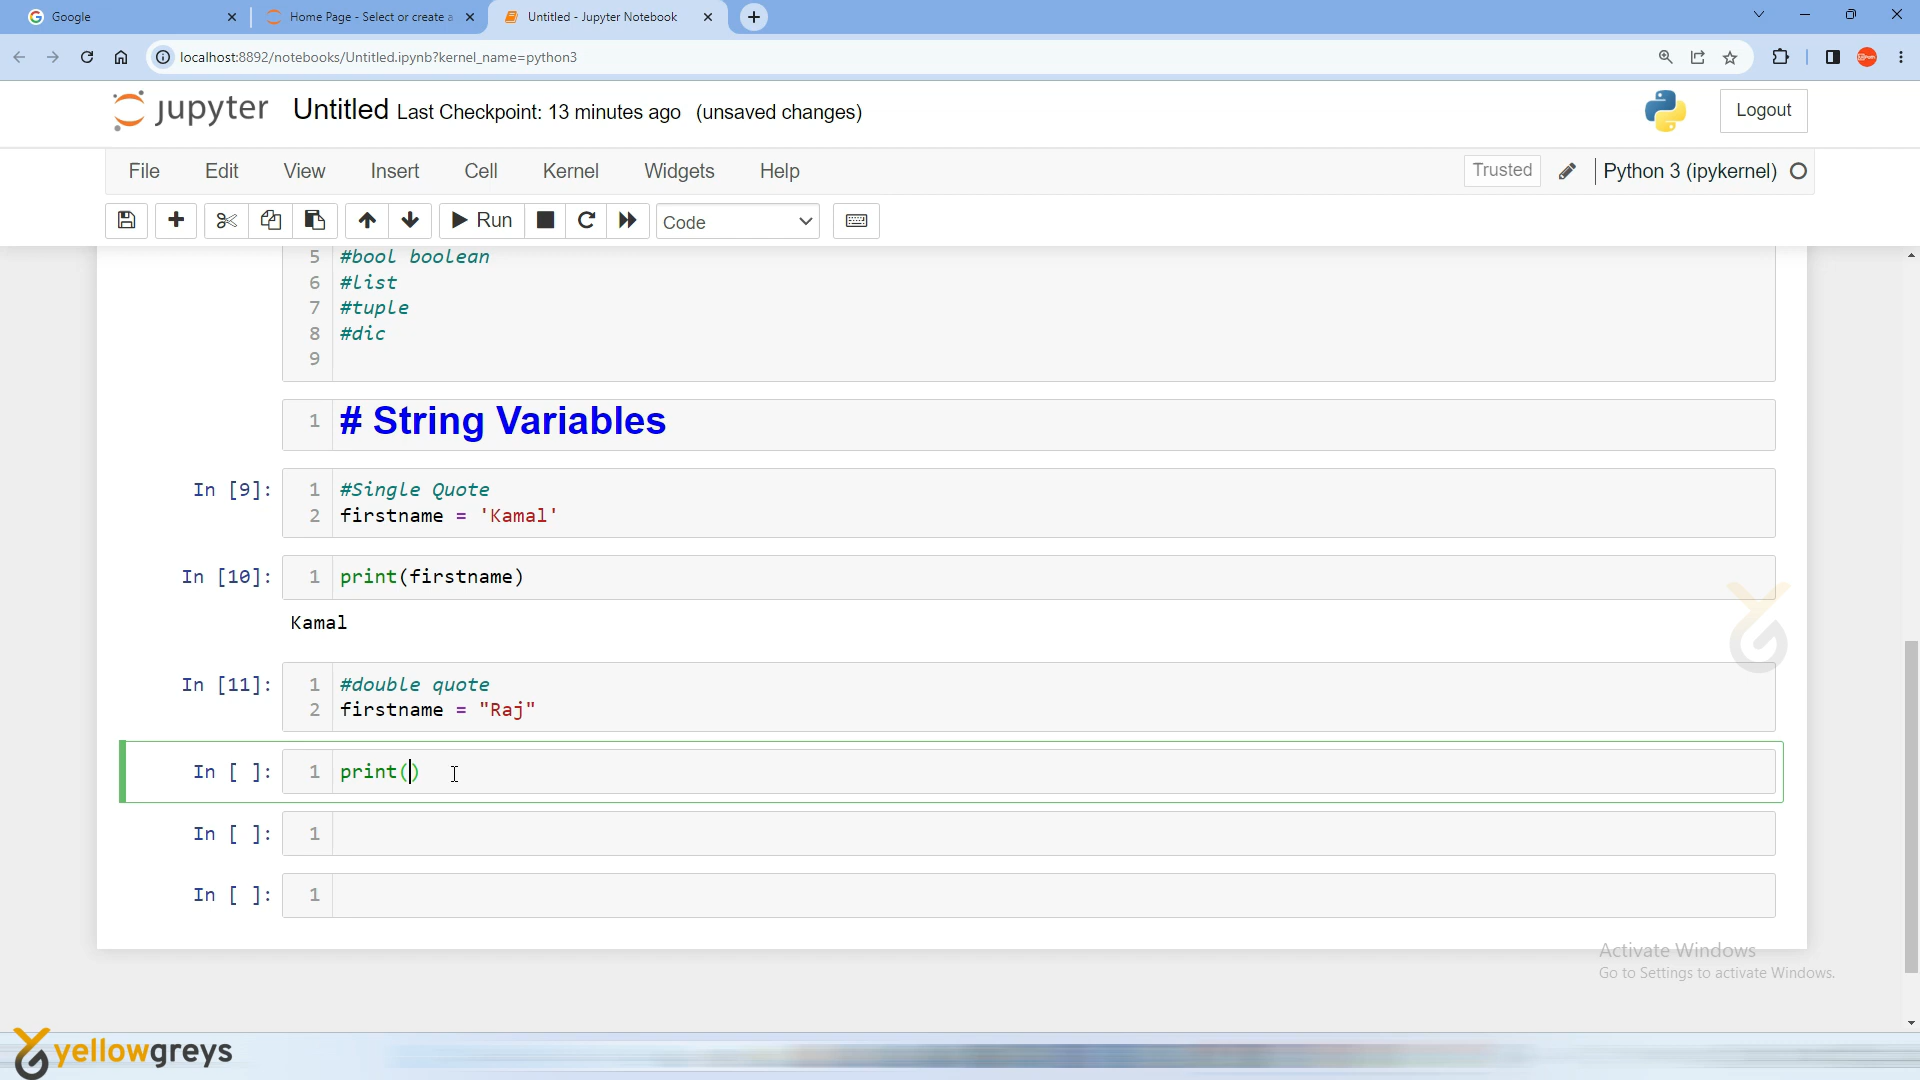 Google
Home Page - Select or create a
Untitled - Jupyter Notebook
localhost:8892/notebooks/Untitled.ipynb?kernel_name=python3
jupyter Untitled Last Checkpoint: 13 minutes ago (unsaved changes)
Logout
File Edit View Insert Cell Kernel Widgets Help
Trusted
Python 3 (ipykernel)
Run
Code
5 #bool boolean
6 #list
7 #tuple
8 #dic
9
1 # String Variables
In [9]: 1 #Single Quote
2 firstname = 'Kamal'
In [10]: 1 print(firstname)
Kamal
In [11]: 1 #double quote
2 firstname = "Raj"
In [ ]: 1 print()
In [ ]: 1
In [ ]: 1
Activate Windows
Go to Settings to activate Windows.
yellowgreys